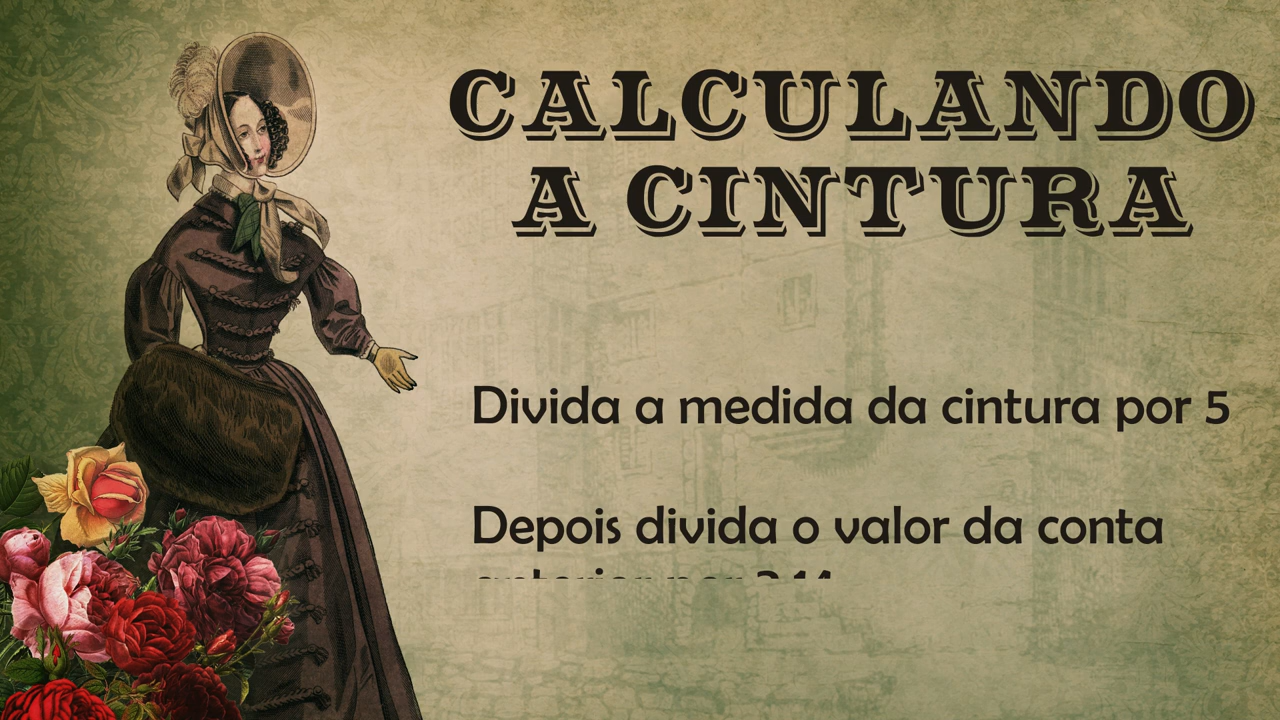 CALCULANDO
A CINTURA
Divida a medida da cintura por 5
Depois divida o valor da conta